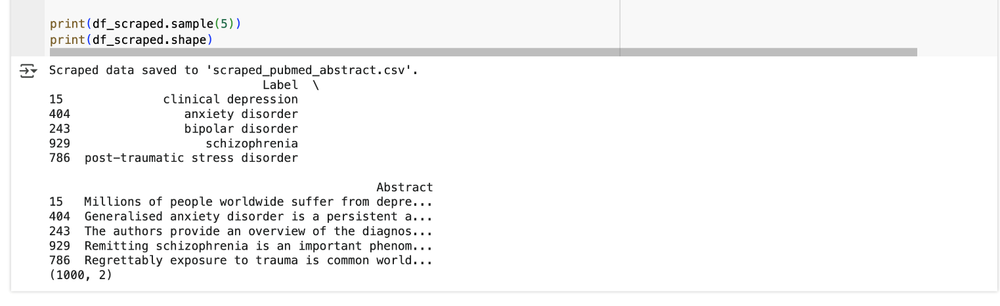 print(df_scraped.sample(5))
print(df_scraped.shape)
Scraped data saved to 'scraped_pubmed_abstract.csv'.
Label  \
15              clinical depression
404                anxiety disorder
243                bipolar disorder
929                   schizophrenia
786  post-traumatic stress disorder
Abstract
15   Millions of people worldwide suffer from depre...
404  Generalised anxiety disorder is a persistent a...
243  The authors provide an overview of the diagnos...
929  Remitting schizophrenia is an important phenom...
786  Regrettably exposure to trauma is common world...
(1000, 2)